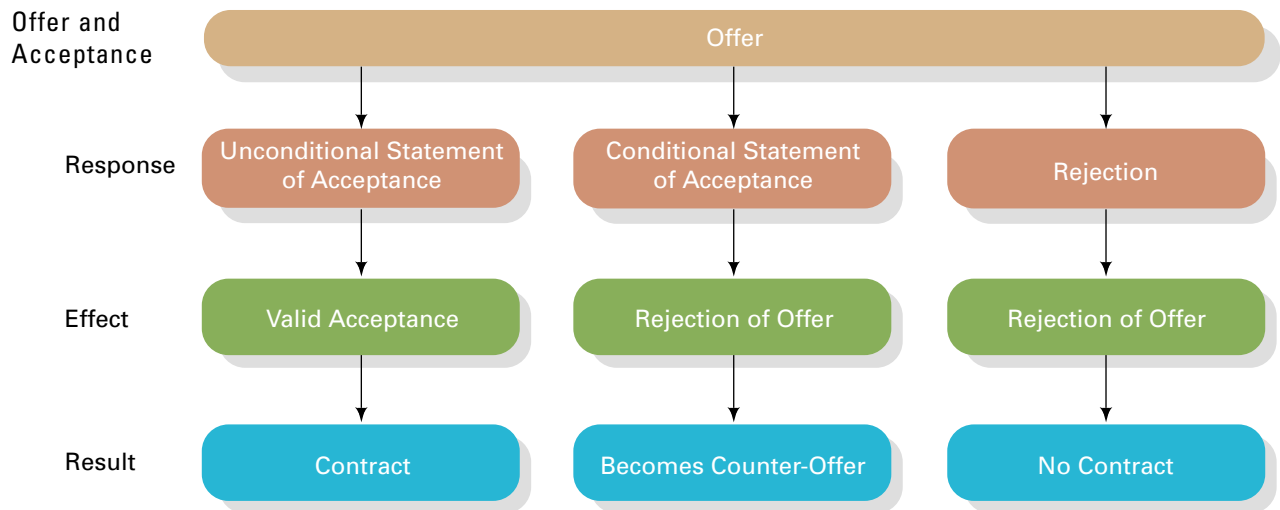 Offer and
Acceptance
Offer
Response
Unconditional Statement
of Acceptance
Conditional Statement
of Acceptance
Rejection
Effect
Valid Acceptance
Rejection of Offer
Rejection of Offer
Result
Contract
Becomes Counter-Offer
No Contract